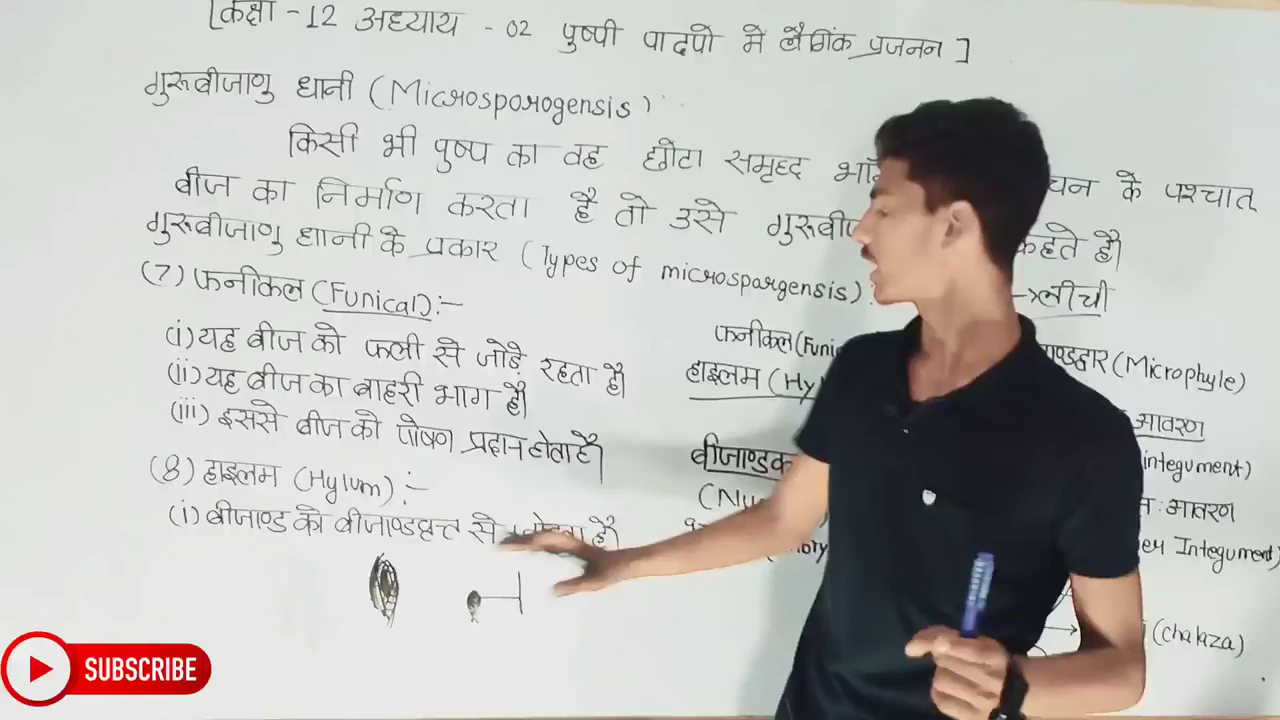 [कक्षा - 12 अध्याय - 02 पुष्पी पादपो मे लैगिंक प्रजनन]
गुरूबीजाणु धानी (Microsporogensis)
किसी भी पुष्प का वह छोटा समृध्द के पश्चात्
बीज का निर्माण करता है तो उसे कहते है।
गुरूबीजाणु धानी के प्रकार (Types of microspargensis):
→लीची
(7) फनीकल (Funical):-
(i) यह बीज को फली से जोड़े रहता है।
(ii) यह बीज का बाहरी भाग है।
(iii) इससे बीज को पोषण प्रदान होता है।
(8) हाइलम (Hylum):-
(i) बीजाण्ड को बीजाण्डवृत्त से है।
फनीकल
हाइलम
(Microphyle)
आवरण
integument)
आवरण
Integument)
(chalaza)
SUBSCRIBE